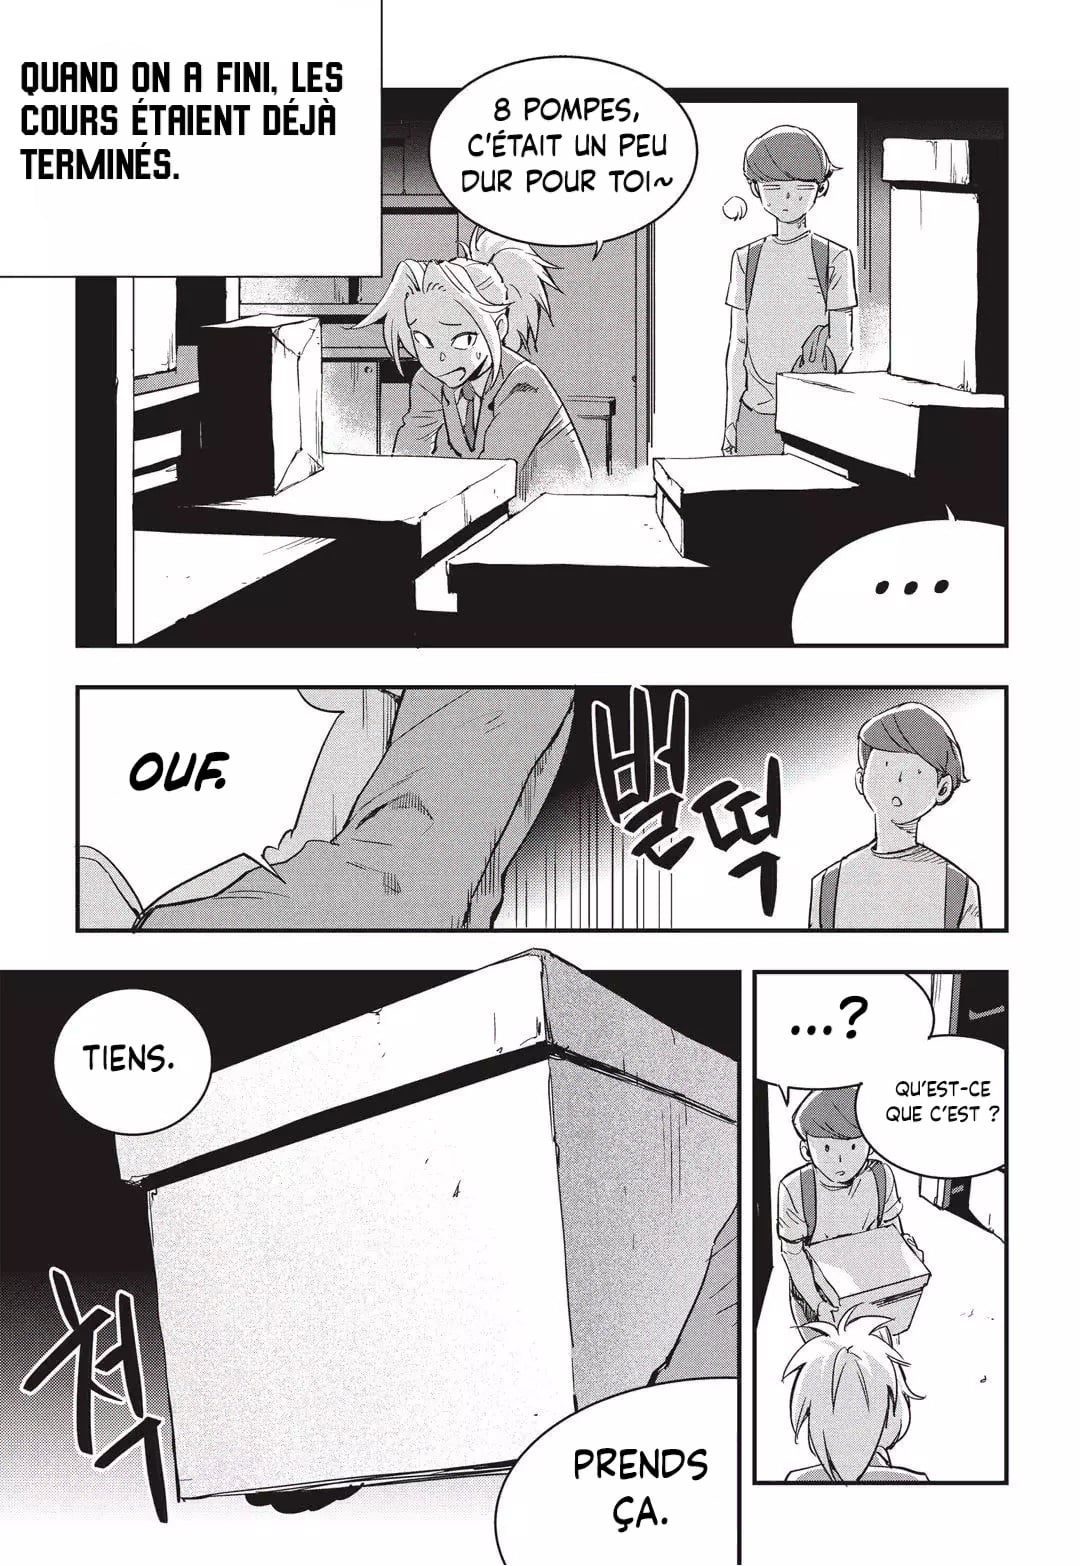 QUAND ON A FINI, LES
COURS ÉTAIENT DÉJÀ
TERMINÉS.
8 POMPES,
C'ÉTAIT UN PEU
DUR POUR TOI~
...
OUF.
벌떡
TIENS.
척
PRENDS
ÇA.
...?
QU'EST-CE
QUE C'EST ?